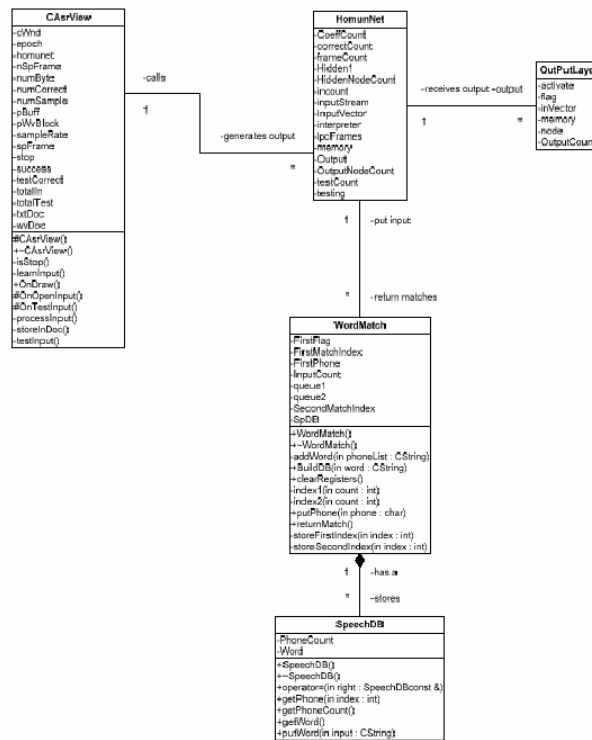 CAsrView
-cWnd
-epoch
-homunet
-nSpFrame
-numByte
-numCorrect
-numSample
-pBuff
-pWvBlock
-sampleRate
-spFrame
-stop
-success
-testCorrect
-totalIn
-totalTest
-txtDoc
-wvDoc
#CAsrView()
+~CAsrView()
-isStop()
-learnInput()
+OnDraw()
#OnOpenInput()
#OnTestInput()
-processInput()
-storeInDoc()
-testInput()
-calls
1
-generates output
*
HomunNet
-CoeffCount
-correctCount
-frameCount
-Hidden1
-HiddenNodeCount
-incount
-inputStream
-InputVector
-interpreter
-lpcFrames
-memory
-Output
-OutputNodeCount
-testCount
-testing
-receives output
-output
1
*
OutPutLaye
-activate
-flag
-inVector
-memory
-node
-OutputCount
1
-put input
*
-return matches
WordMatch
-FirstFlag
-FirstMatchIndex
-FirstPhone
-InputCount
-queue1
-queue2
-SecondMatchIndex
-SpDB
+WordMatch()
+~WordMatch()
-addWord(in phoneList : CString)
+BuildDB(in word : CString)
+clearRegisters()
-index1(in count : int)
-index2(in count : int)
+putPhone(in phone : char)
+returnMatch()
-storeFirstIndex(in index : int)
-storeSecondIndex(in index : int)
1
-has a
*
-stores
SpeechDB
-PhoneCount
-Word
+SpeechDB()
+~SpeechDB()
+operator=(in right : SpeechDBconst &)
+getPhone(in index : int)
+getPhoneCount()
+getWord()
+putWord(in input : CString)